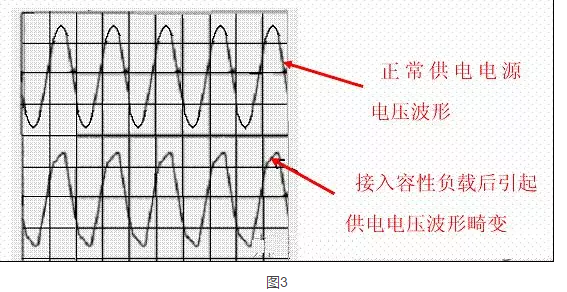 正常供电电源
电压波形
接入容性负载后引起
供电电压波形畸变
图3